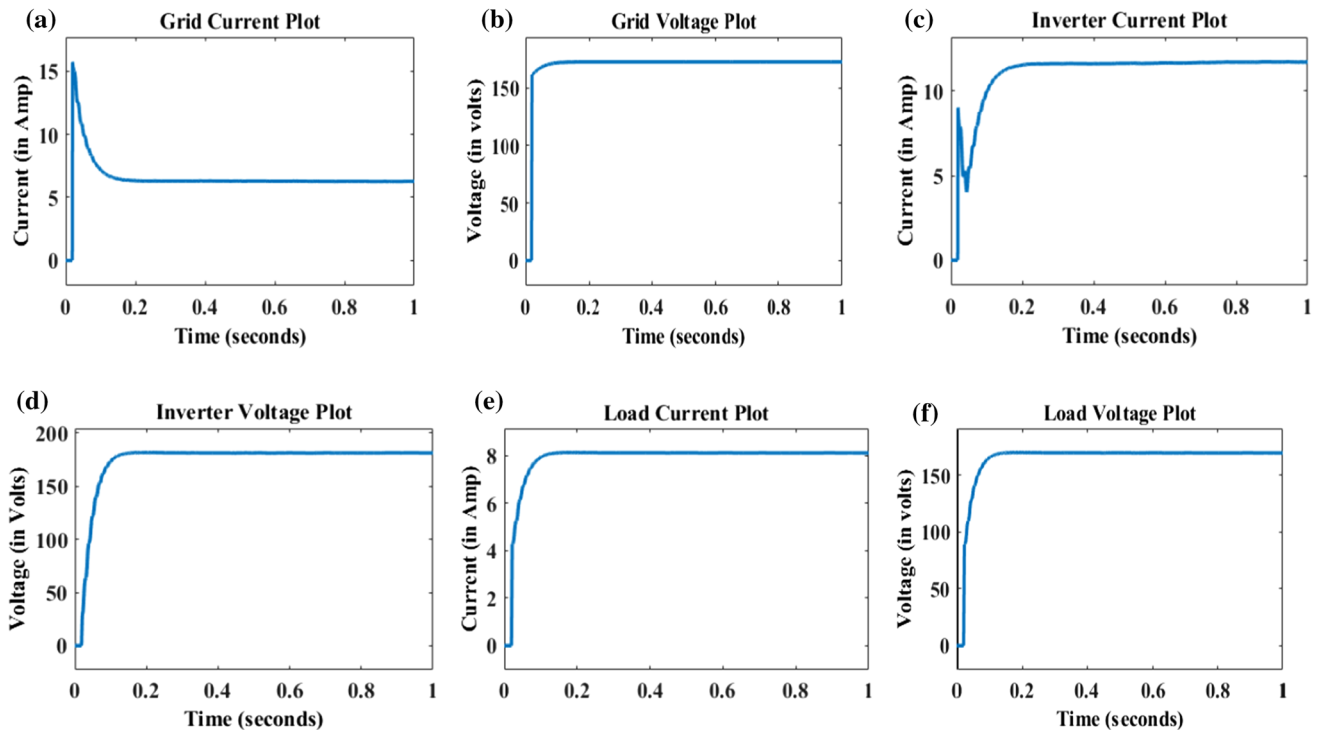 (a)
Grid Current Plot
Current (in Amp)
15
10
5
0
0 0.2 0.4 0.6 0.8 1
Time (seconds)
(b)
Grid Voltage Plot
Voltage (in volts)
150
100
50
0
0 0.2 0.4 0.6 0.8 1
Time (seconds)
(c)
Inverter Current Plot
Current (in Amp)
10
5
0
0 0.2 0.4 0.6 0.8 1
Time (seconds)
(d)
Inverter Voltage Plot
Voltage (in Volts)
200
150
100
50
0
0 0.2 0.4 0.6 0.8 1
Time (seconds)
(e)
Load Current Plot
Current (in Amp)
8
6
4
2
0
0 0.2 0.4 0.6 0.8 1
Time (seconds)
(f)
Load Voltage Plot
Voltage (in volts)
150
100
50
0
0 0.2 0.4 0.6 0.8 1
Time (seconds)